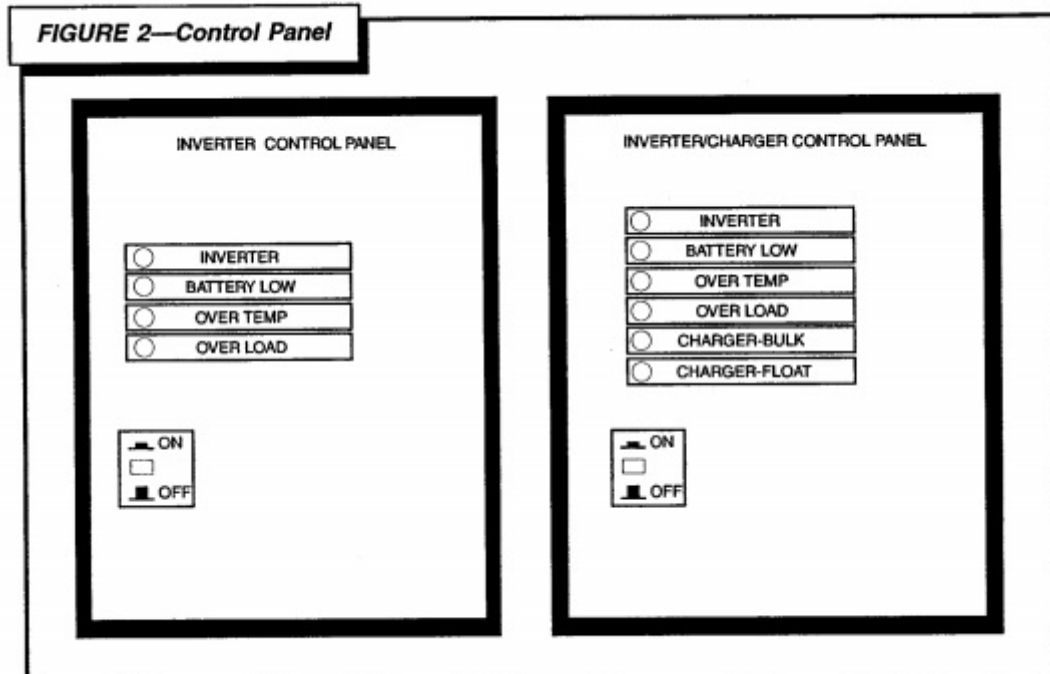 FIGURE 2—Control Panel
INVERTER CONTROL PANEL
INVERTER
BATTERY LOW
OVER TEMP
OVER LOAD
ON
OFF
INVERTER/CHARGER CONTROL PANEL
INVERTER
BATTERY LOW
OVER TEMP
OVER LOAD
CHARGER-BULK
CHARGER-FLOAT
ON
OFF